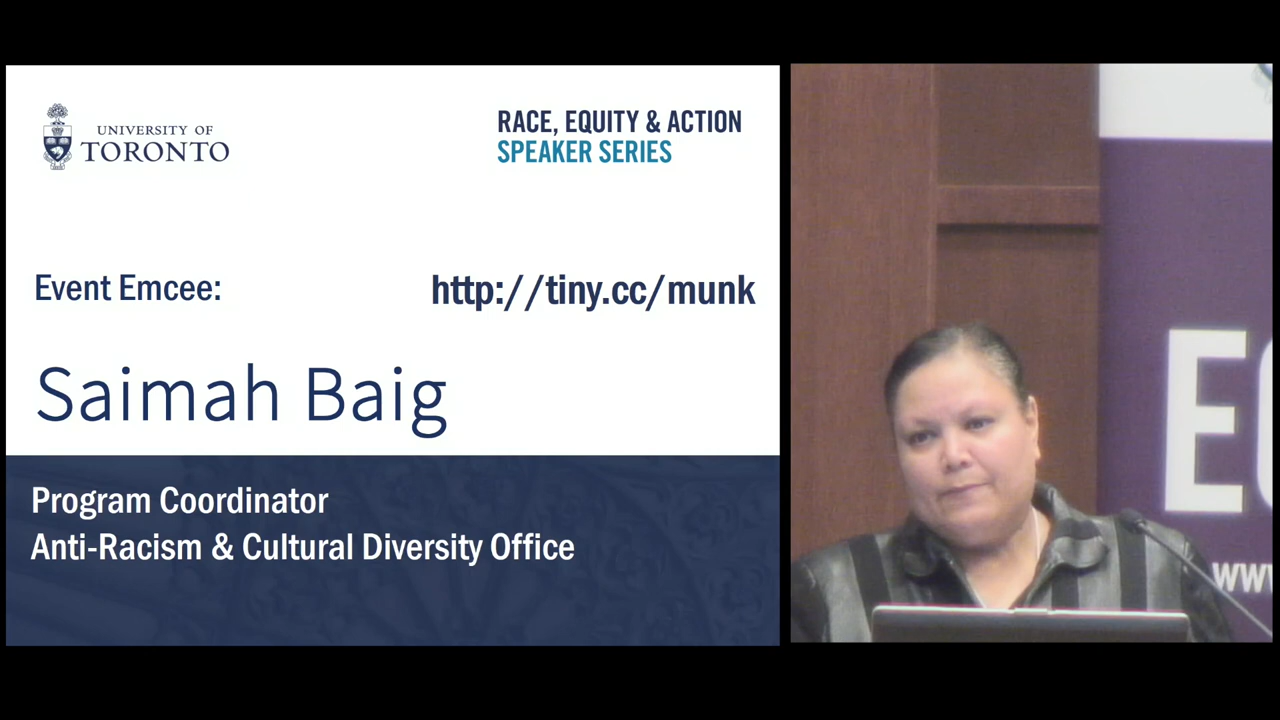 UNIVERSITY OF
TORONTO
RACE, EQUITY & ACTION
SPEAKER SERIES
Event Emcee:
http://tiny.cc/munk
Saimah Baig
Program Coordinator
Anti-Racism & Cultural Diversity Office
E
www